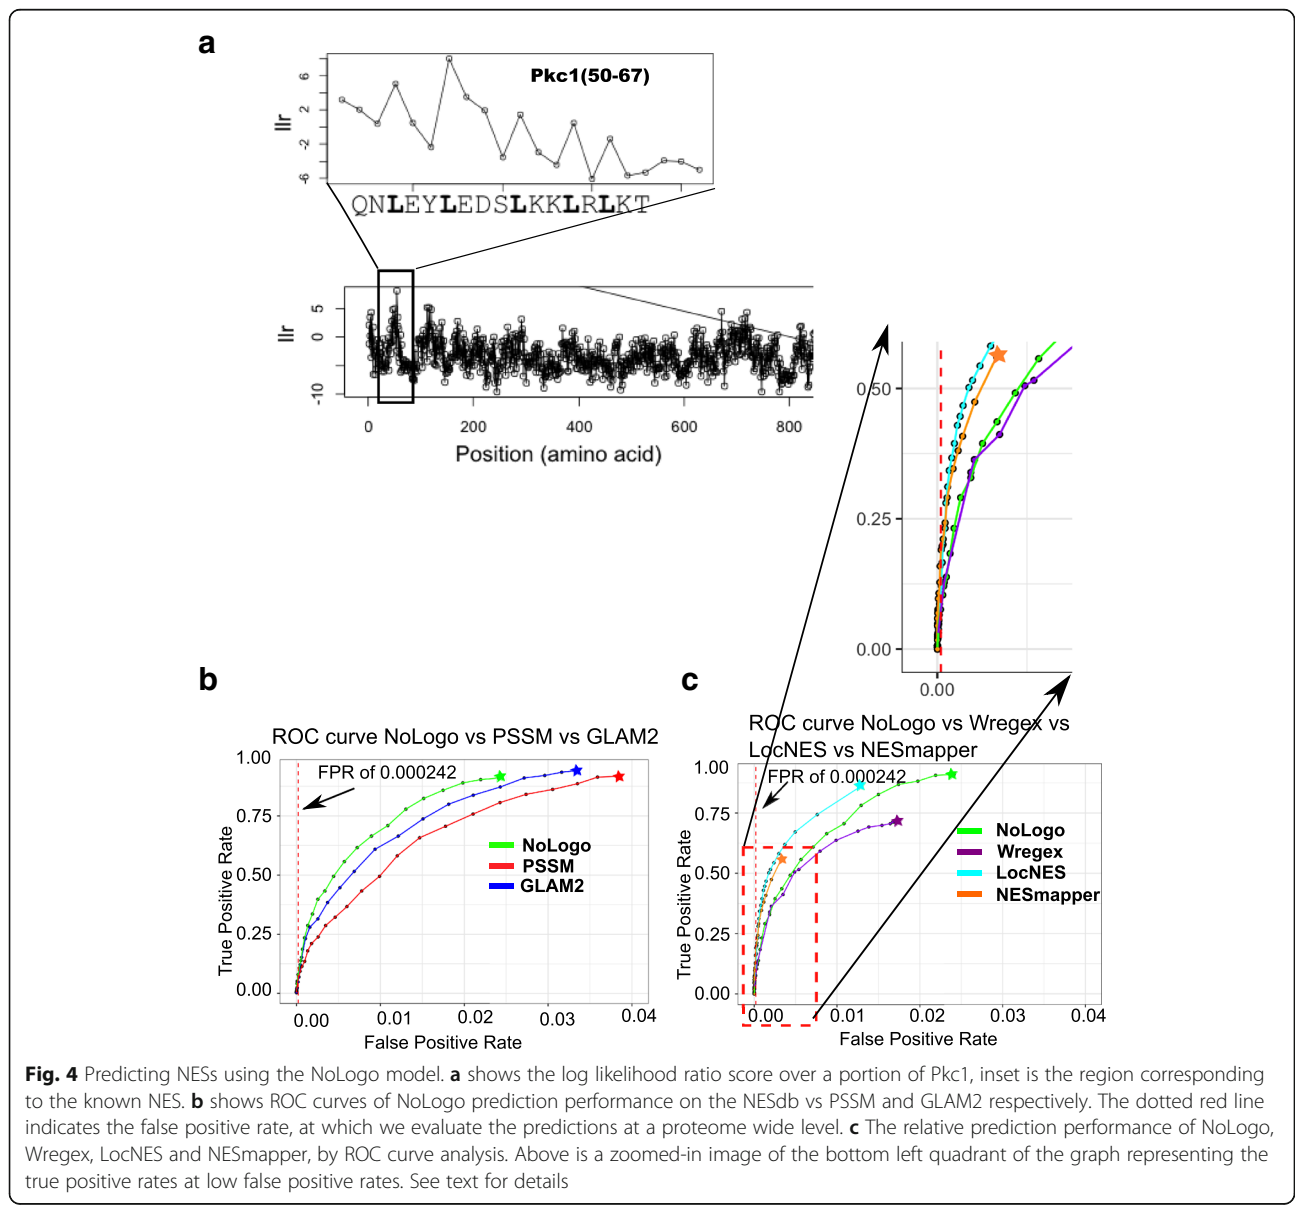 a
Pkc1(50-67)
llr
6
2
-2
-6
QNLEYLEDSLKKLRLKT
llr
5
0
-10
0
200
400
600
800
Position (amino acid)
0.50
0.25
0.00
0.00
b
ROC curve NoLogo vs PSSM vs GLAM2
FPR of 0.000242
True Positive Rate
1.00
0.75
0.50
0.25
0.00
NoLogo
PSSM
GLAM2
0.00
0.01
0.02
0.03
0.04
False Positive Rate
c
ROC curve NoLogo vs Wregex vs
LocNES vs NESmapper
FPR of 0.000242
True Positive Rate
1.00
0.75
0.50
0.25
0.00
NoLogo
Wregex
LocNES
NESmapper
0.00
0.01
0.02
0.03
0.04
False Positive Rate
Fig. 4 Predicting NESs using the NoLogo model. a shows the log likelihood ratio score over a portion of Pkc1, inset is the region corresponding
to the known NES. b shows ROC curves of NoLogo prediction performance on the NESdb vs PSSM and GLAM2 respectively. The dotted red line
indicates the false positive rate, at which we evaluate the predictions at a proteome wide level. c The relative prediction performance of NoLogo,
Wregex, LocNES and NESmapper, by ROC curve analysis. Above is a zoomed-in image of the bottom left quadrant of the graph representing the
true positive rates at low false positive rates. See text for details